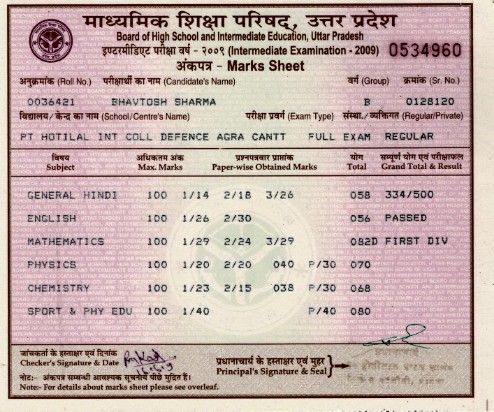 माध्यमिक शिक्षा परिषद्, उत्तर प्रदेश
Board of High School and Intermediate Education, Uttar Pradesh
इण्टरमीडिएट परीक्षा वर्ष - २००९ (Intermediate Examination - 2009) 0534960
अंकपत्र - Marks Sheet
अनुक्रमांक (Roll No.) परीक्षार्थी का नाम (Candidate's Name) वर्ग (Group) क्रमांक (Sr. No.)
0036421 BHAVTOSH SHARMA B 0128120
विद्यालय / केन्द्र का नाम (School/Centre's Name) परीक्षा प्रवर्ग (Exam Type) संस्था./ व्यक्तिगत (Regular/Private)
PT HOTILAL INT COLL DEFENCE AGRA CANTT FULL EXAM REGULAR
विषय अधिकतम अंक प्रश्नपत्रवार प्राप्तांक योग सम्पूर्ण योग एवं परीक्षाफल
Subject Max. Marks Paper-wise Obtained Marks Total Grand Total & Result
GENERAL HINDI 100 1/14 2/18 3/26 058 334/500
ENGLISH 100 1/26 2/30 056 PASSED
MATHEMATICS 100 1/29 2/24 3/29 082D FIRST DIV
PHYSICS 100 1/20 2/20 040 P/30 070
CHEMISTRY 100 1/23 2/15 038 P/30 068
SPORT & PHY EDU 100 1/40 P/40 080
जांचकर्ता के हस्ताक्षर एवं दिनांक
Checker's Signature & Date
प्रधानाचार्य के हस्ताक्षर एवं मुहर
Principal's Signature & Seal
प्रधानाचार्य
नोट:- अंकपत्र सम्बन्धी आवश्यक सूचनायें पीछे मुद्रित हैं।
Note:- For details about marks sheet please see overleaf.